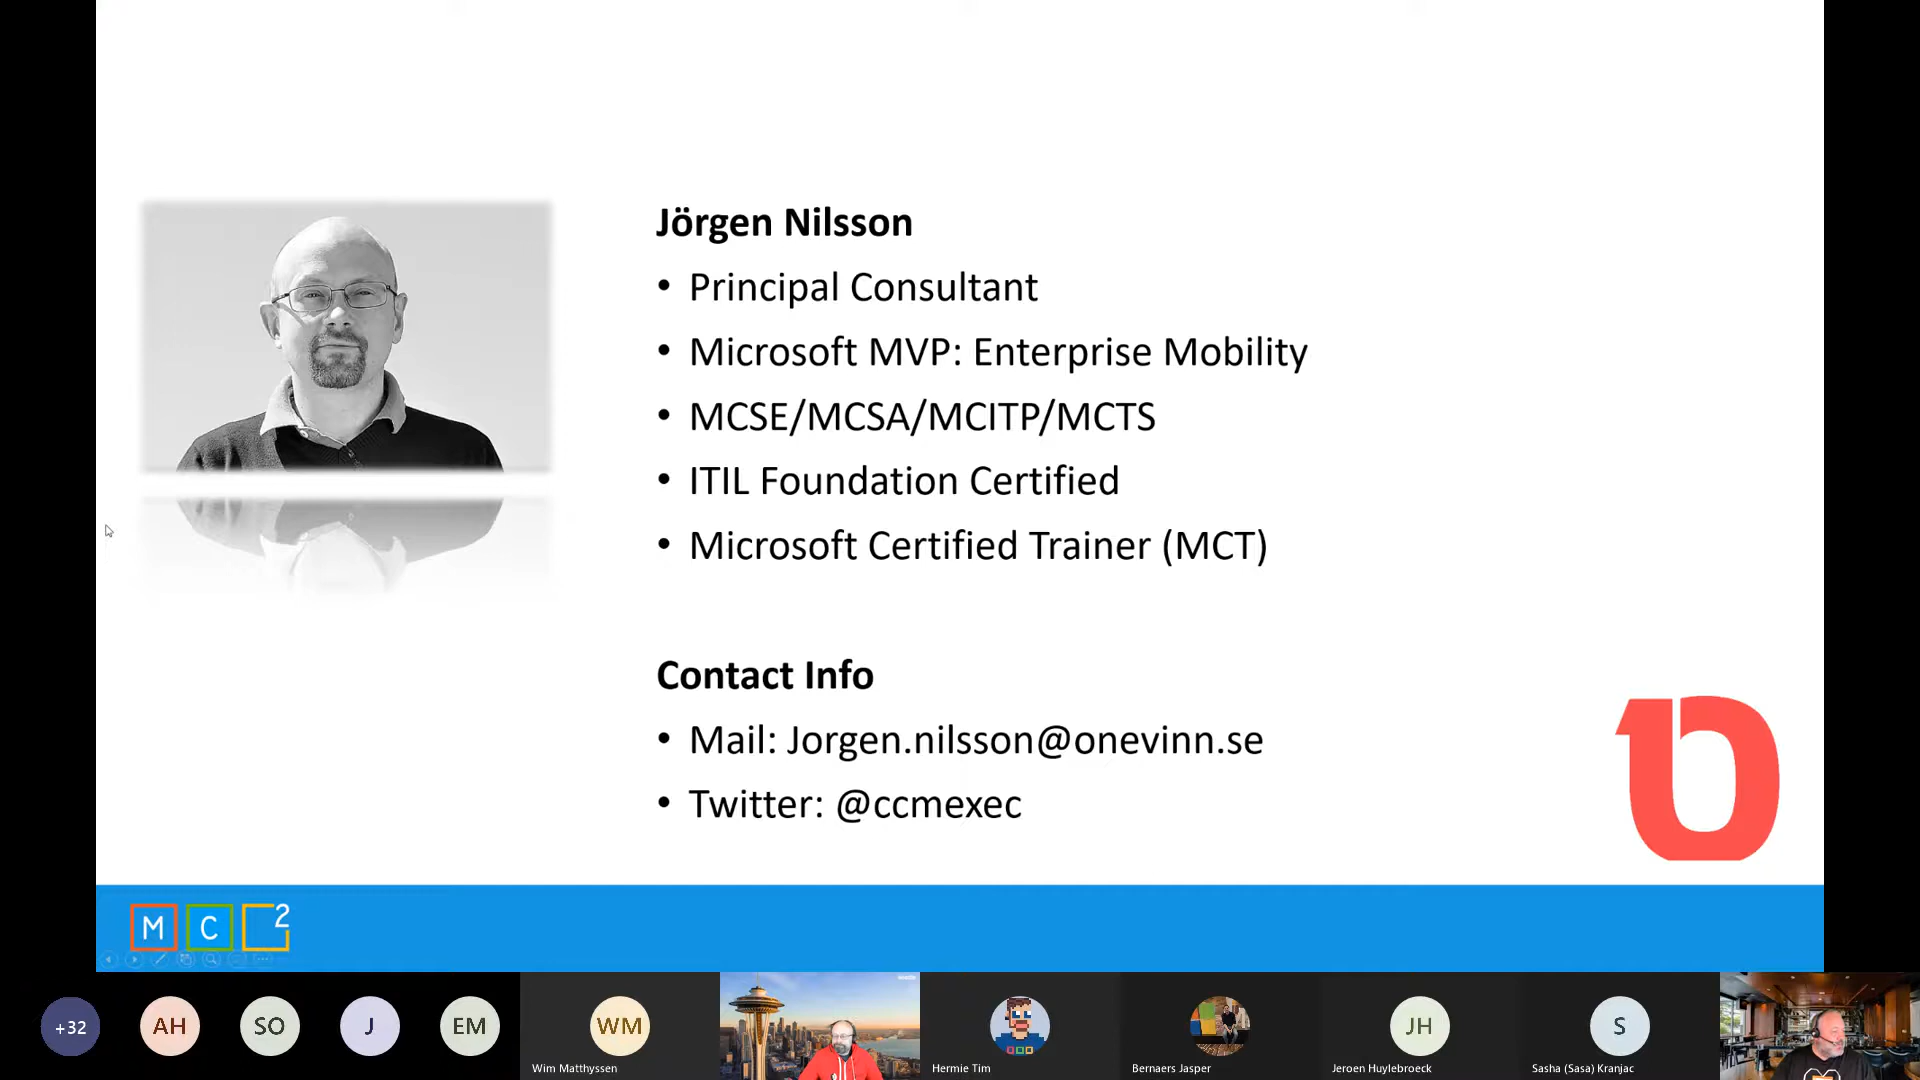 Jörgen Nilsson
• Principal Consultant
• Microsoft MVP: Enterprise Mobility
• MCSE/MCSA/MCITP/MCTS
• ITIL Foundation Certified
• Microsoft Certified Trainer (MCT)
Contact Info
• Mail: Jorgen.nilsson@onevinn.se
• Twitter: @ccmexec
M C 2
+32 AH SO J EM WM JH S
Wim Matthyssen Hermie Tim Bernaers Jasper Jeroen Huylebroeck Sasha (Sasa) Kranjac